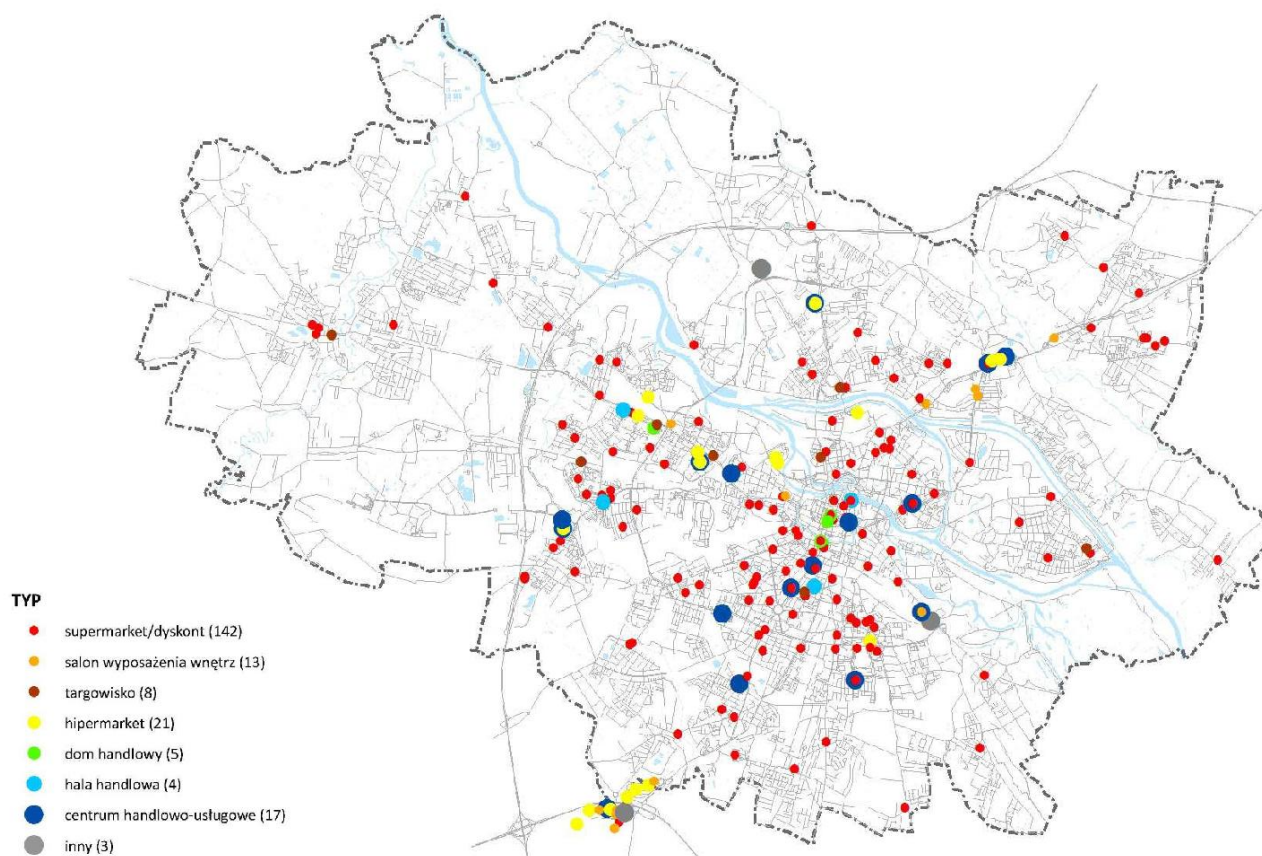 TYP
supermarket/dyskont (142)
salon wyposażenia wnętrz (13)
targowisko (8)
hipermarket (21)
dom handlowy (5)
hala handlowa (4)
centrum handlowo-usługowe (17)
inny (3)